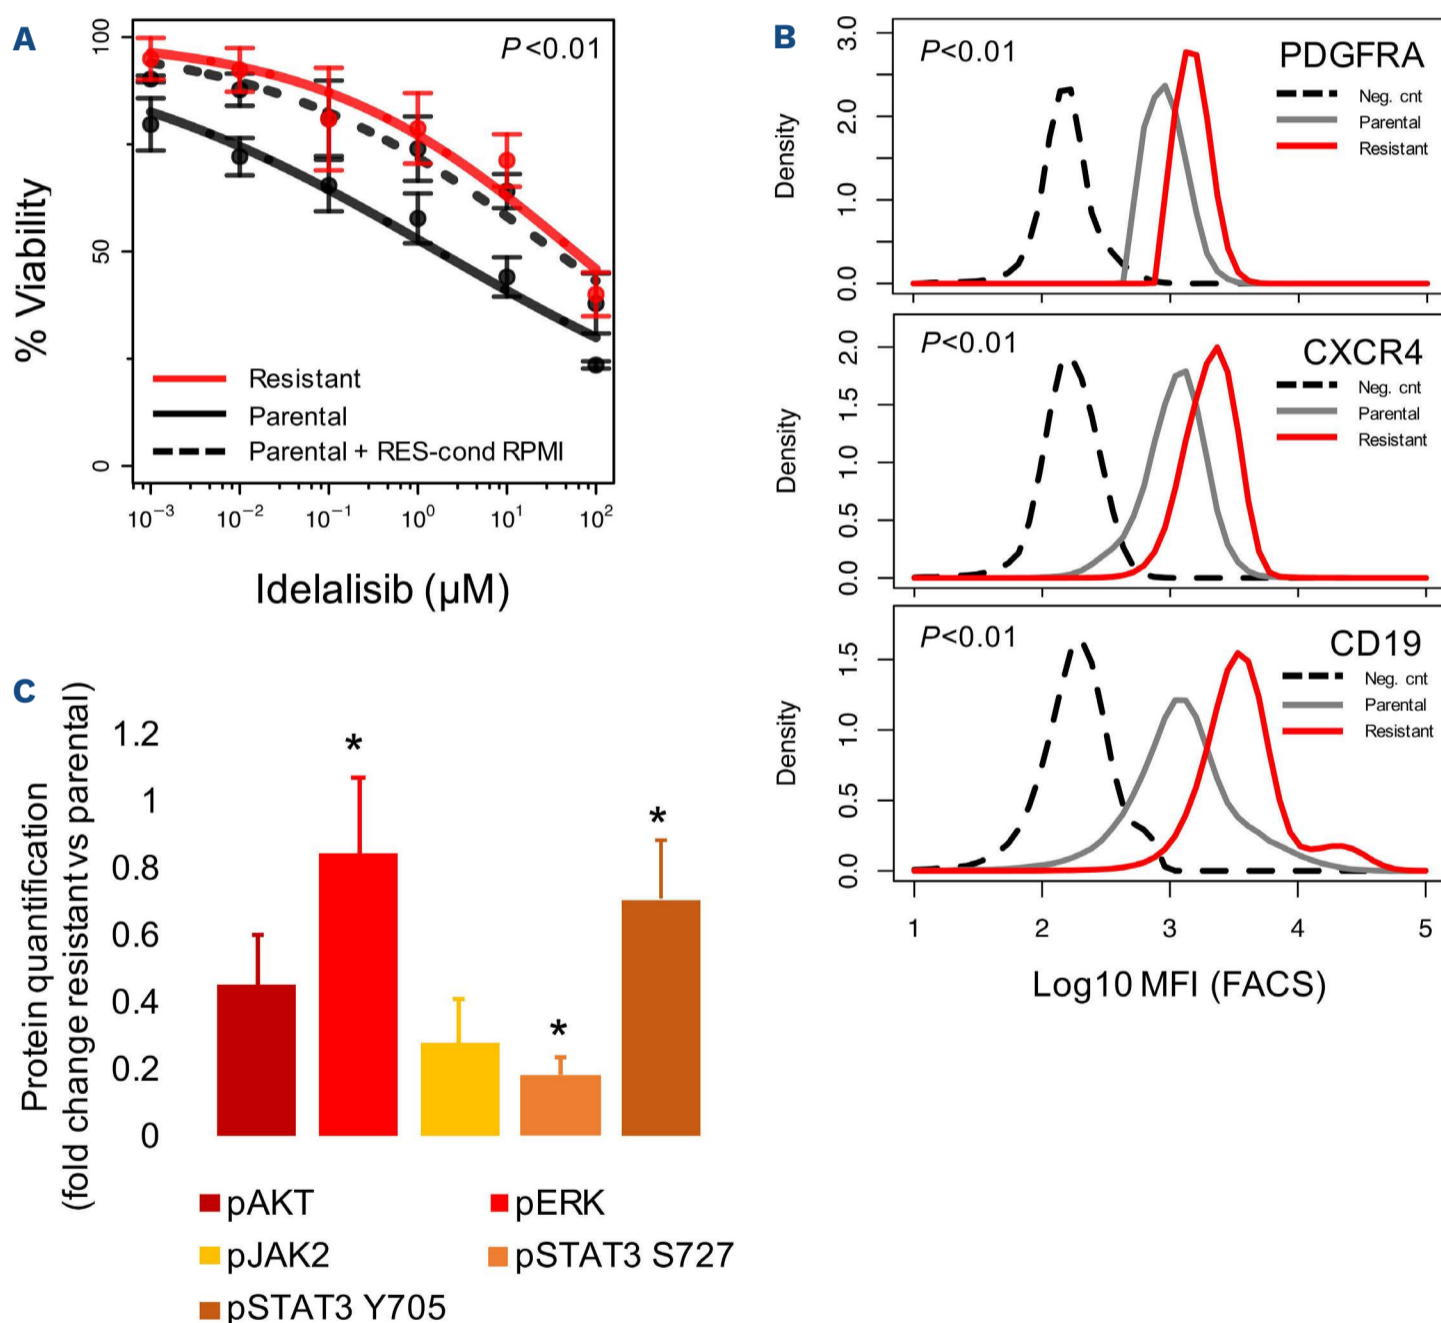 A
P<0.01
100
50
0
% Viability
Resistant
Parental
Parental + RES-cond RPMI
10⁻³ 10⁻² 10⁻¹ 10⁰ 10¹ 10²
Idelalisib (µM)
B
P<0.01
PDGFRA
Neg. cnt
Parental
Resistant
Density
3.0
2.0
1.0
0.0
P<0.01
CXCR4
Neg. cnt
Parental
Resistant
Density
2.0
1.5
1.0
0.5
0.0
P<0.01
CD19
Neg. cnt
Parental
Resistant
Density
1.5
1.0
0.5
0.0
1 2 3 4 5
Log10 MFI (FACS)
C
Protein quantification
(fold change resistant vs parental)
1.2
1
0.8
0.6
0.4
0.2
0
*
*
*
pAKT
pERK
pJAK2
pSTAT3 S727
pSTAT3 Y705